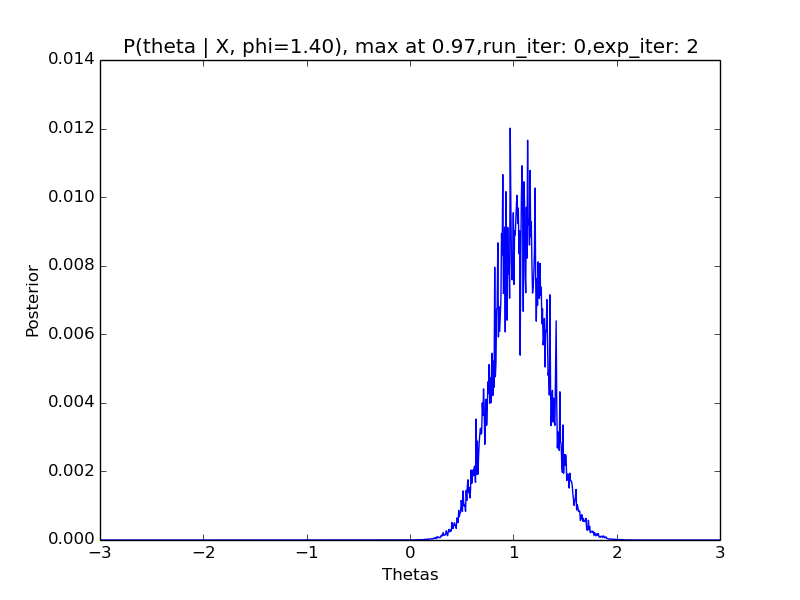 P(theta | X, phi=1.40), max at 0.97,run_iter: 0,exp_iter: 2
0.014
0.012
0.010
0.008
0.006
0.004
0.002
0.000
Posterior
−3 −2 −1 0 1 2 3
Thetas